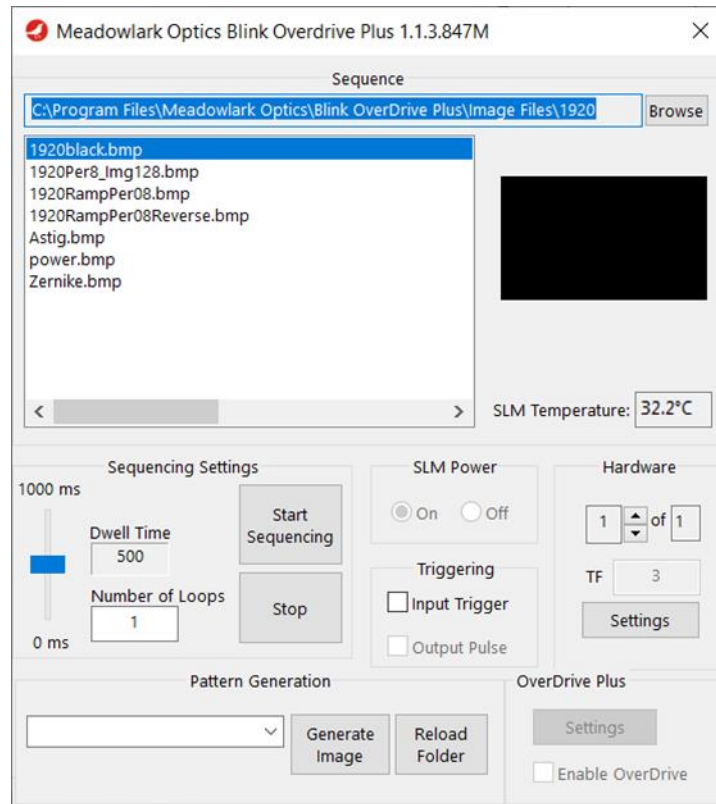 Meadowlark Optics Blink Overdrive Plus 1.1.3.847M
Sequence
C:\Program Files\Meadowlark Optics\Blink OverDrive Plus\Image Files\1920
Browse
1920black.bmp
1920Per8_Img128.bmp
1920RampPer08.bmp
1920RampPer08Reverse.bmp
Astig.bmp
power.bmp
Zernike.bmp
SLM Temperature: 32.2°C
Sequencing Settings
1000 ms
Dwell Time
500
Number of Loops
1
0 ms
Start
Sequencing
Stop
SLM Power
On Off
Triggering
Input Trigger
Output Pulse
Hardware
1 of 1
TF 3
Settings
Pattern Generation
Generate
Image
Reload
Folder
OverDrive Plus
Settings
Enable OverDrive